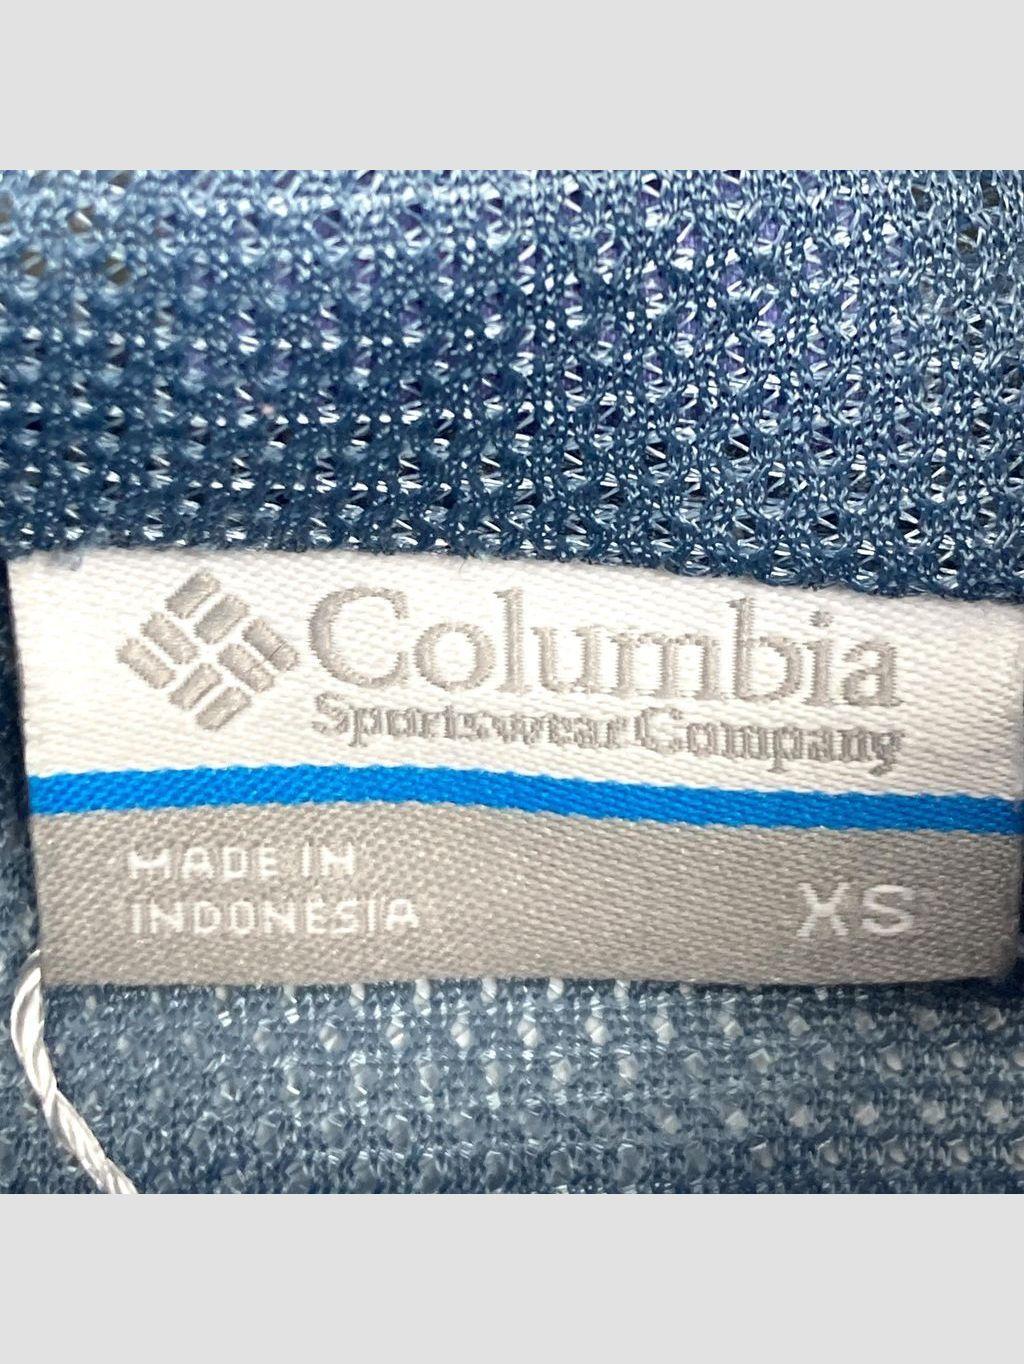 Columbia
Sportswear Company
MADE IN
INDONESIA
XS